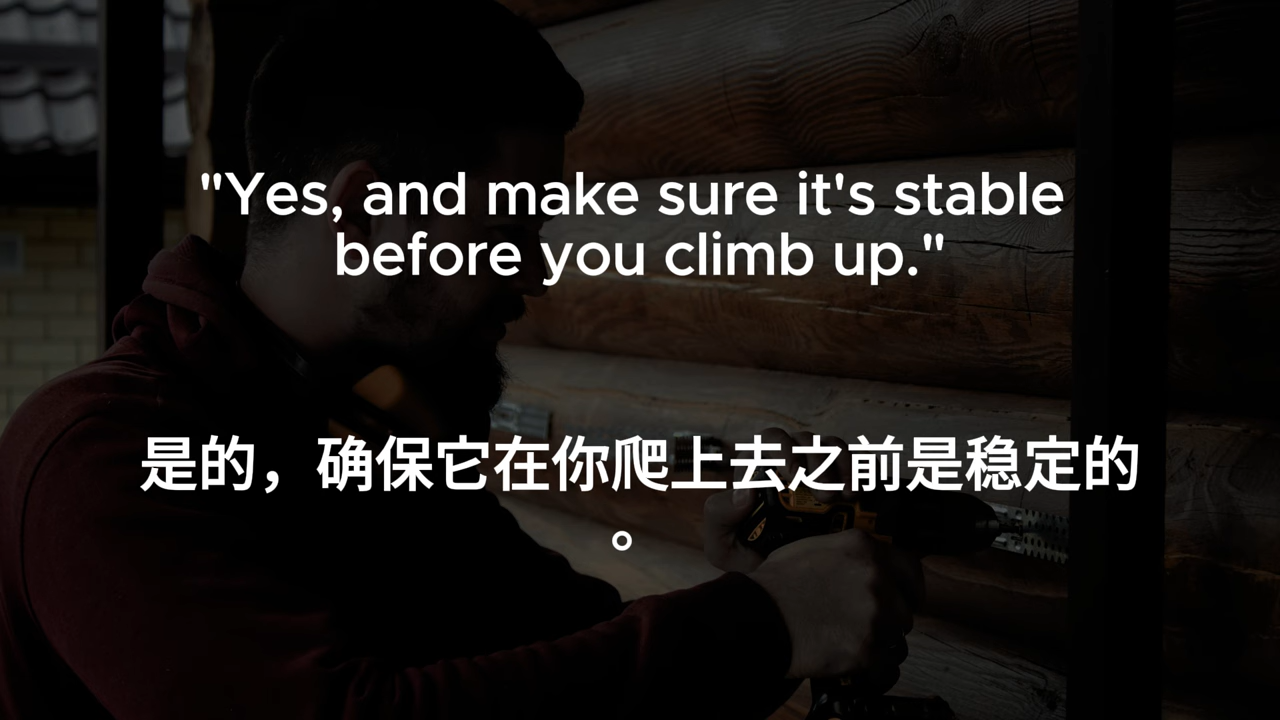 "Yes, and make sure it's stable
before you climb up."
是的，确保它在你爬上去之前是稳定的
。